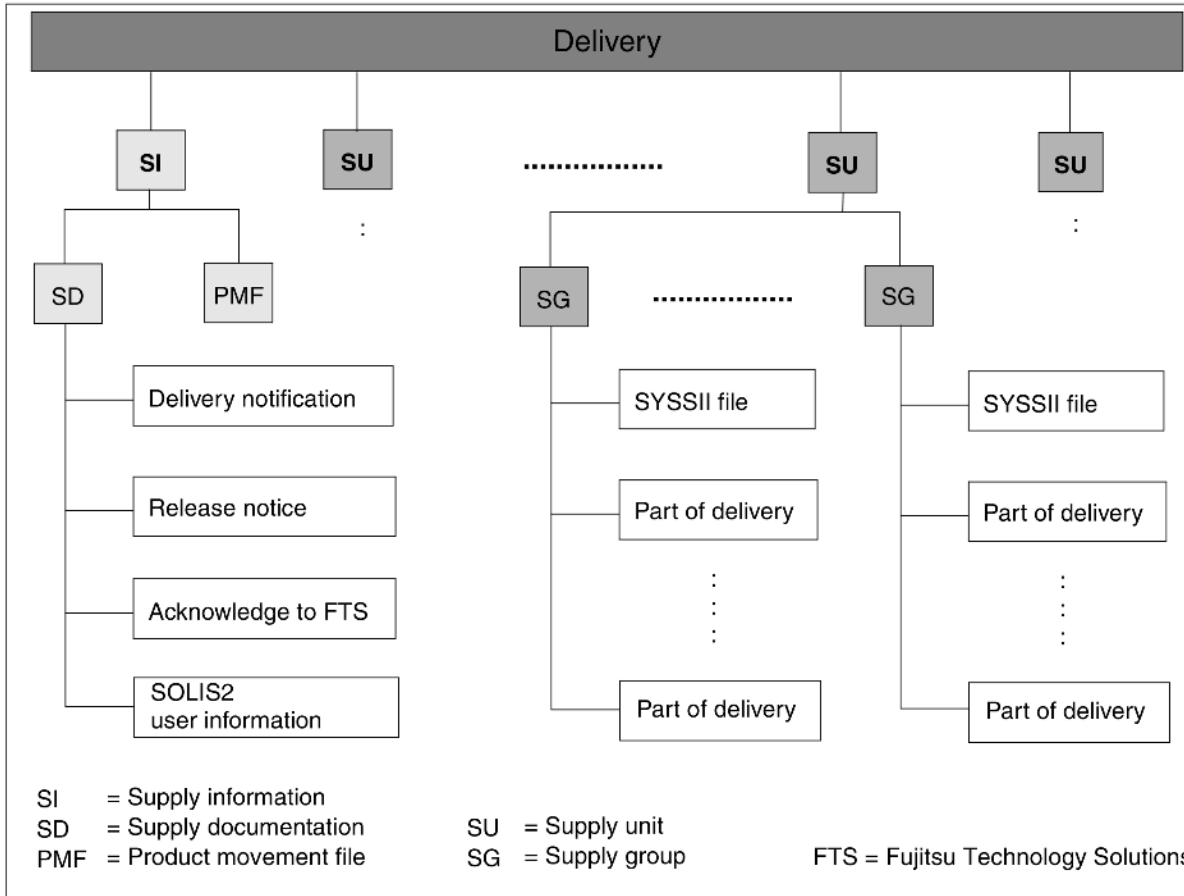 Delivery
SI
SU
SU
SU
:
:
SD
PMF
SG
SG
Delivery notification
SYSSII file
SYSSII file
Release notice
Part of delivery
Part of delivery
:
:
:
:
:
:
Acknowledge to FTS
SOLIS2
user information
Part of delivery
Part of delivery
SI = Supply information
SD = Supply documentation
PMF = Product movement file
SU = Supply unit
SG = Supply group
FTS = Fujitsu Technology Solutions